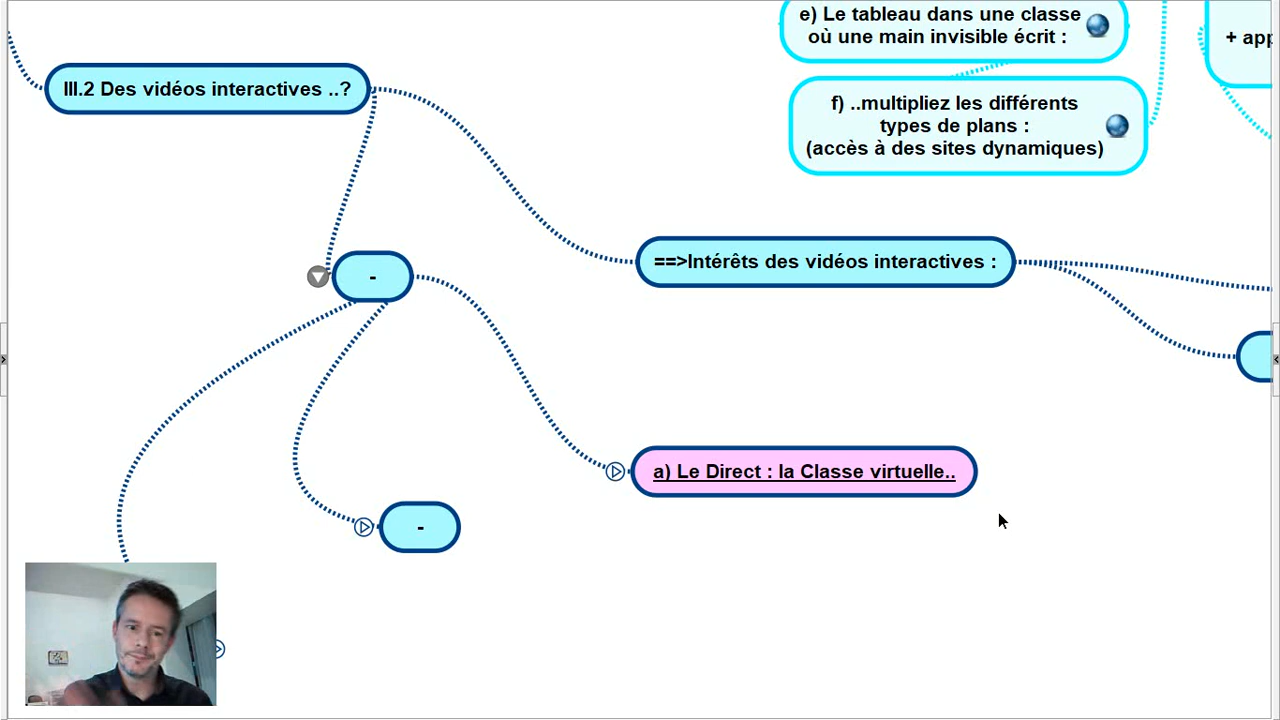 e) Le tableau dans une classe
où une main invisible écrit :
+ app
III.2 Des vidéos interactives ..?
f) ..multipliez les différents
types de plans :
(accès à des sites dynamiques)
-
==>Intérêts des vidéos interactives :
a) Le Direct : la Classe virtuelle..
-